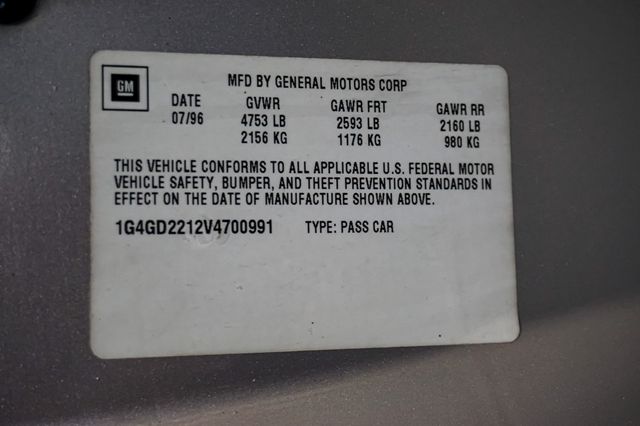 GM
MFD BY GENERAL MOTORS CORP
DATE GVWR GAWR FRT GAWR RR
07/96 4753 LB 2593 LB 2160 LB
2156 KG 1176 KG 980 KG
THIS VEHICLE CONFORMS TO ALL APPLICABLE U.S. FEDERAL MOTOR
VEHICLE SAFETY, BUMPER, AND THEFT PREVENTION STANDARDS IN
EFFECT ON THE DATE OF MANUFACTURE SHOWN ABOVE.
1G4GD2212V4700991 TYPE: PASS CAR